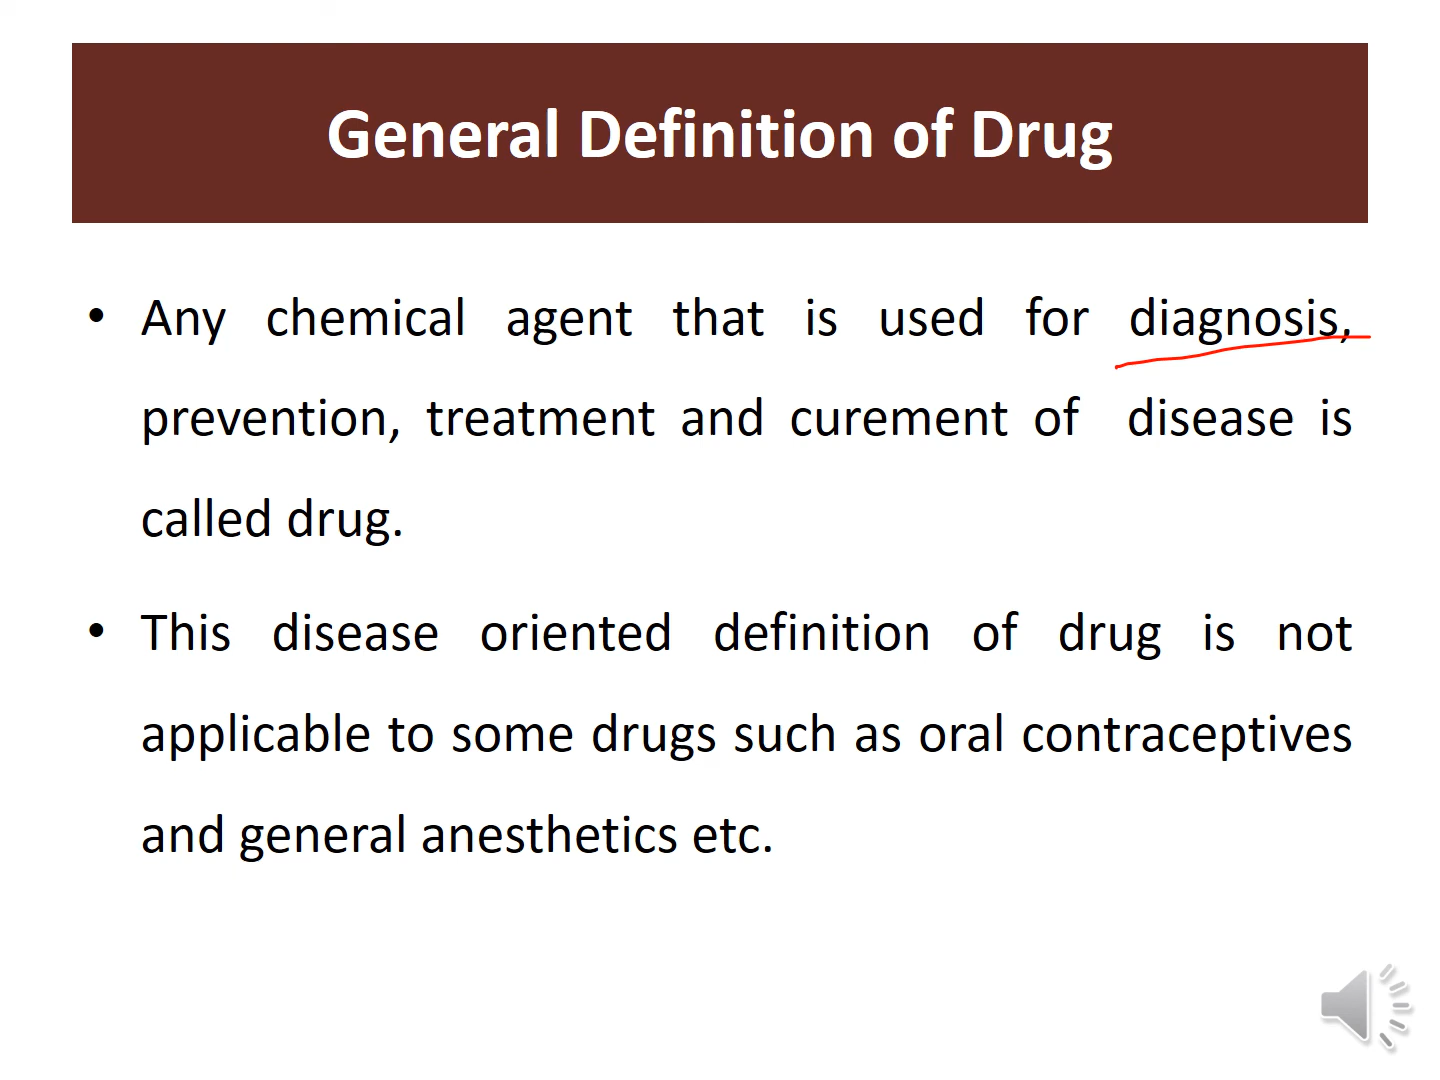 General Definition of Drug
• Any chemical agent that is used for diagnosis,
prevention, treatment and curement of disease is
called drug.
• This disease oriented definition of drug is not
applicable to some drugs such as oral contraceptives
and general anesthetics etc.